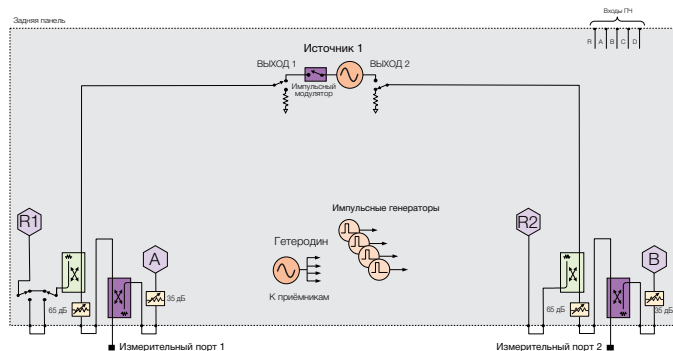 Задняя панель
Входы ПЧ
R A B C D
Источник 1
ВЫХОД 1
ВЫХОД 2
Импульсный
модулятор
R1
A
65 дБ
35 дБ
Импульсные генераторы
Гетеродин
К приёмникам
R2
B
65 дБ
35 дБ
Измерительный порт 1
Измерительный порт 2